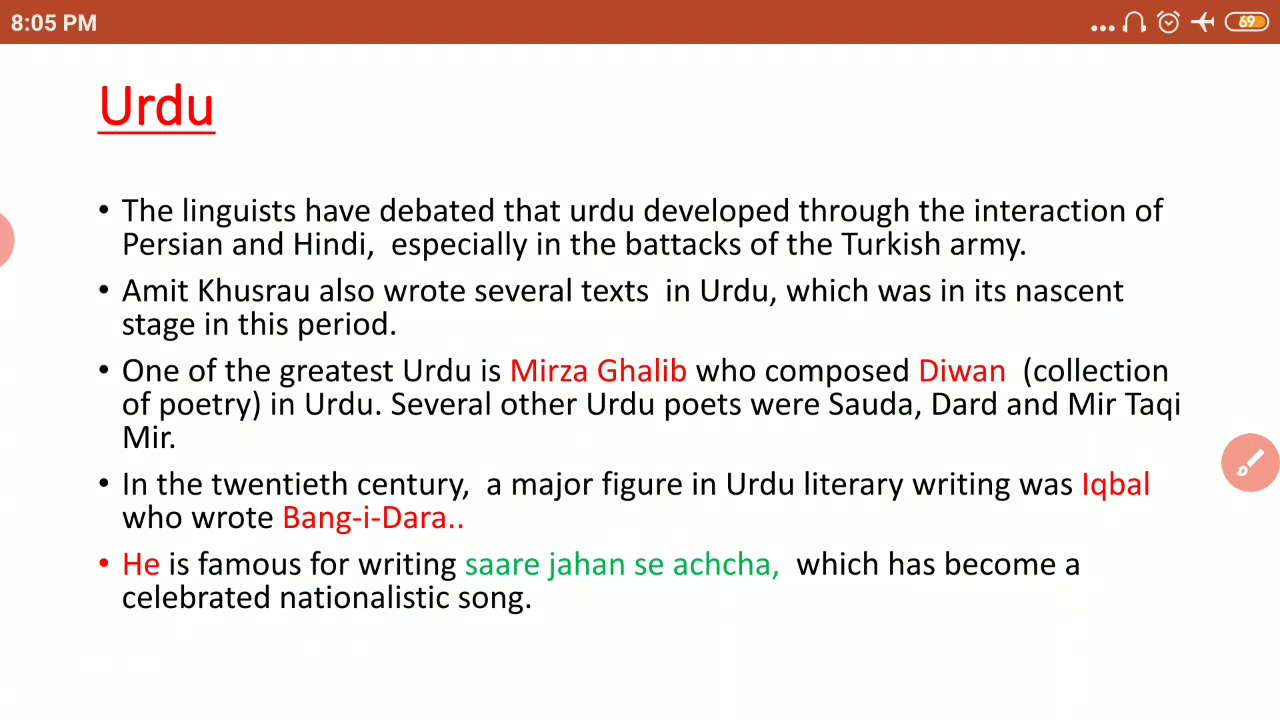 8:05 PM
69
Urdu
• The linguists have debated that urdu developed through the interaction of
Persian and Hindi,  especially in the battacks of the Turkish army.
• Amit Khusrau also wrote several texts  in Urdu, which was in its nascent
stage in this period.
• One of the greatest Urdu is Mirza Ghalib who composed Diwan  (collection
of poetry) in Urdu. Several other Urdu poets were Sauda, Dard and Mir Taqi
Mir.
• In the twentieth century,  a major figure in Urdu literary writing was Iqbal
who wrote Bang-i-Dara..
• He is famous for writing saare jahan se achcha,  which has become a
celebrated nationalistic song.